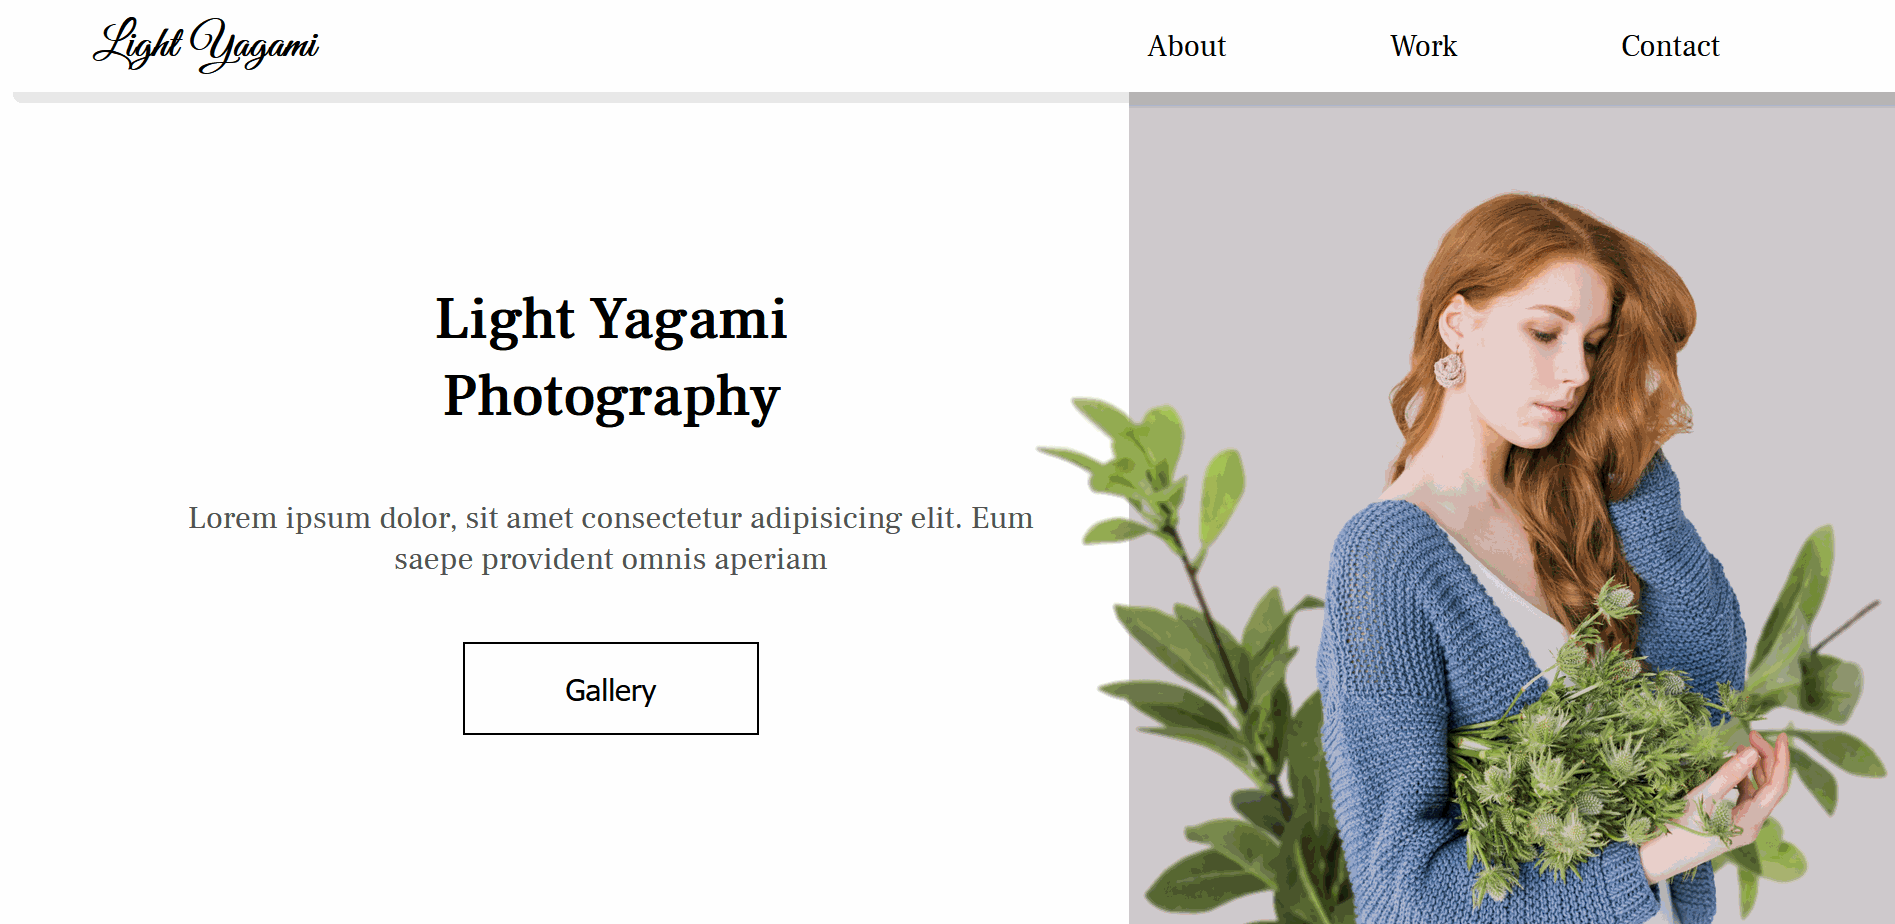 Light Yagami
About
Work
Contact
Light Yagami
Photography
Lorem ipsum dolor, sit amet consectetur adipisicing elit. Eum
saepe provident omnis aperiam
Gallery